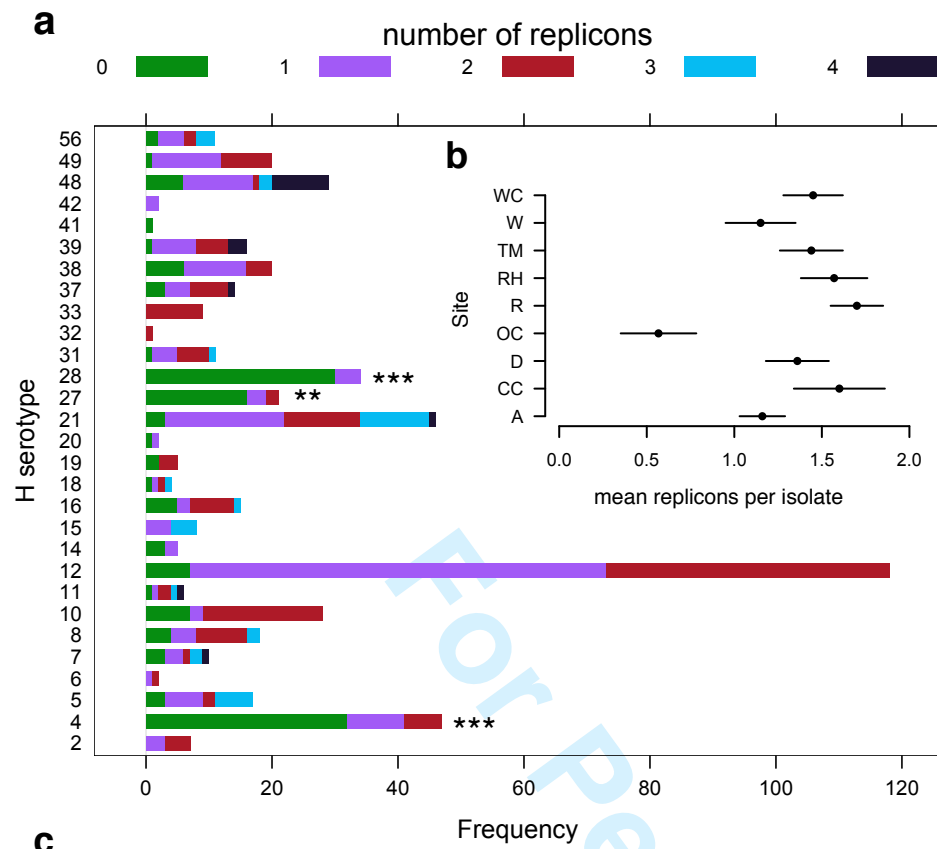 a
number of replicons
0 1 2 3 4
b
56
49
48
42
41
39
38
37
33
32
31
28 ***
27 **
21
20
19
18
16
15
14
12
11
10
8
7
6
5
4 ***
2
H serotype
0 20 40 60 80 100 120
Frequency
WC
W
TM
RH
R
OC
D
CC
A
Site
0.0 0.5 1.0 1.5 2.0
mean replicons per isolate
For Pe
c